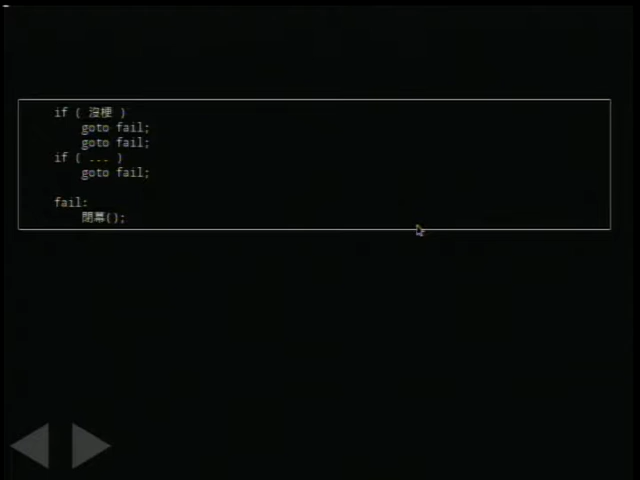 if ( 沒梗 )
goto fail;
goto fail;
if ( ... )
goto fail;
fail:
閉幕();